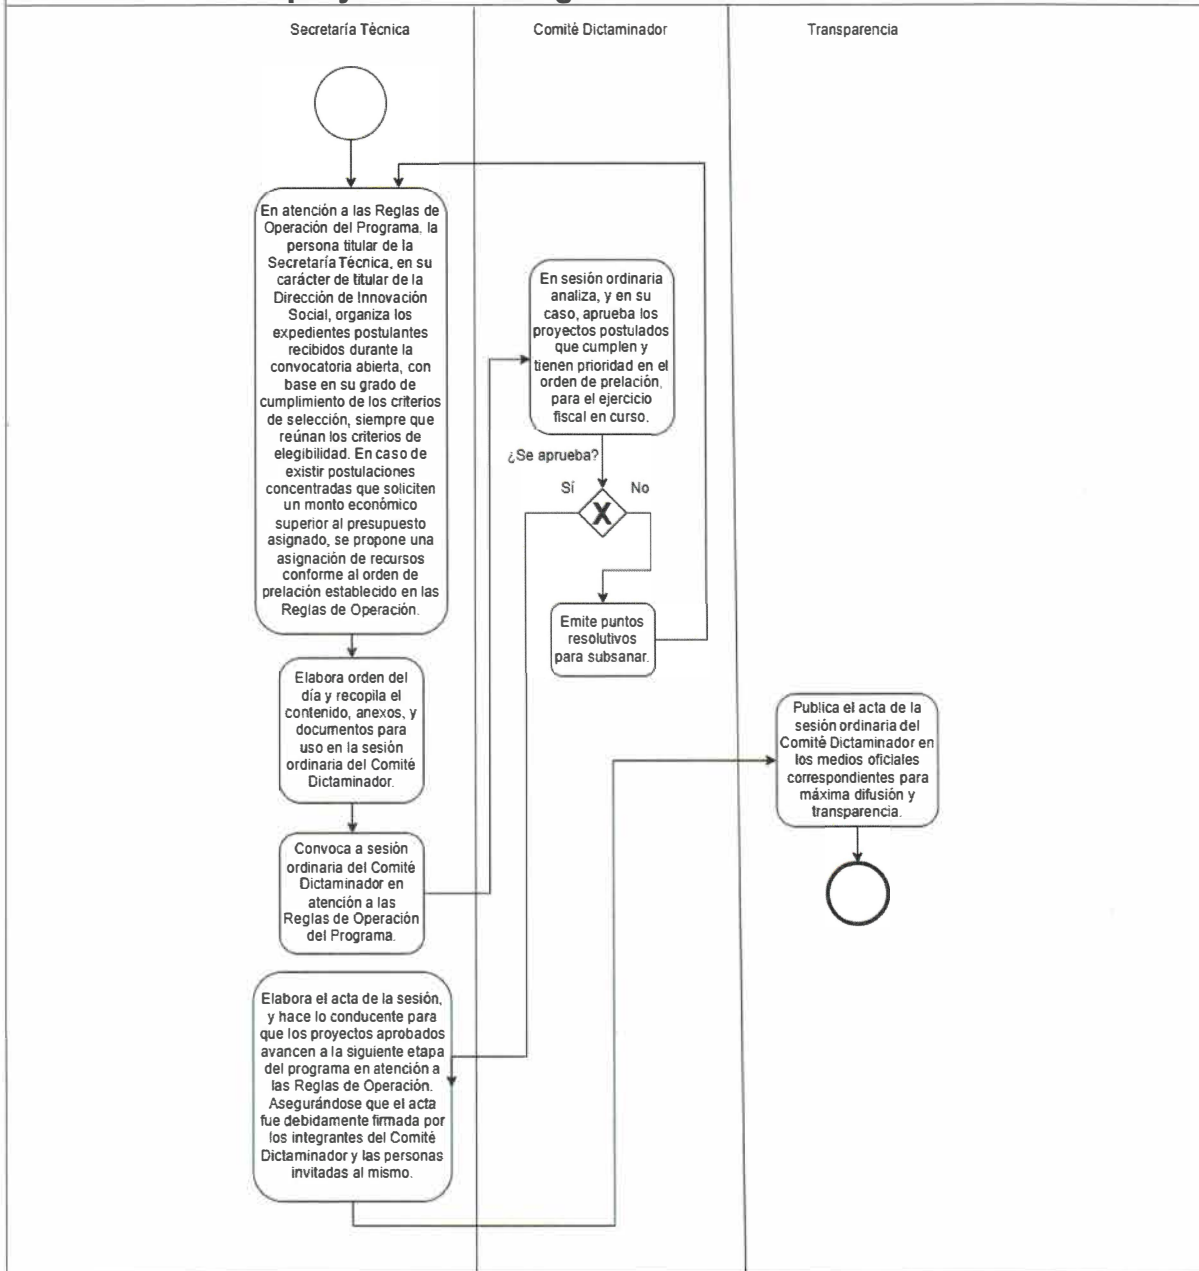 Secretaría Técnica
Comité Dictaminador
Transparencia
En atención a las Reglas de
Operación del Programa, la
persona titular de la
Secretaría Técnica, en su
carácter de titular de la
Dirección de Innovación
Social, organiza los
expedientes postulantes
recibidos durante la
convocatoria abierta, con
base en su grado de
cumplimiento de los criterios
de selección, siempre que
reúnan los criterios de
elegibilidad. En caso de
existir postulaciones
concentradas que soliciten
un monto económico
superior al presupuesto
asignado, se propone una
asignación de recursos
conforme al orden de
prelación establecido en las
Reglas de Operación.
Elabora orden del
día y recopila el
contenido, anexos, y
documentos para
uso en la sesión
ordinaria del Comité
Dictaminador.
Convoca a sesión
ordinaria del Comité
Dictaminador en
atención a las
Reglas de Operación
del Programa.
En sesión ordinaria
analiza, y en su
caso, aprueba los
proyectos postulados
que cumplen y
tienen prioridad en el
orden de prelación,
para el ejercicio
fiscal en curso.
¿Se aprueba?
Sí
No
X
Emite puntos
resolutivos
para subsanar.
Elabora el acta de la sesión,
y hace lo conducente para
que los proyectos aprobados
avancen a la siguiente etapa
del programa en atención a
las Reglas de Operación.
Asegurándose que el acta
fue debidamente firmada por
los integrantes del Comité
Dictaminador y las personas
invitadas al mismo.
Publica el acta de la
sesión ordinaria del
Comité Dictaminador en
los medios oficiales
correspondientes para
máxima difusión y
transparencia.